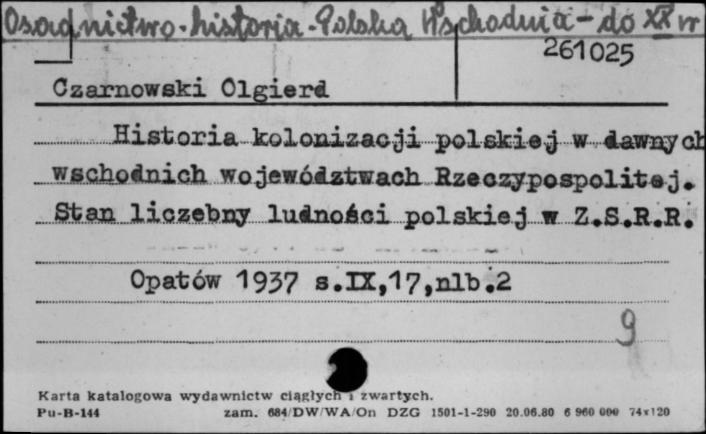 Osadnictwo-historia-Polska Wschodnia - do XX w
261025
Czarnowski Olgierd
Historia kolonizacji polskiej w dawnych
wschodnich województwach Rzeczypospolitej.
Stan liczebny ludności polskiej w Z.S.R.R.
Opatów 1937 s.IX,17,nlb.2
9
Karta katalogowa wydawnictw ciągłych i zwartych.
Pu-B-144 zam. 684/DW/WA/On DZG 1501-1-290 20.06.80 6 960 000 74x120